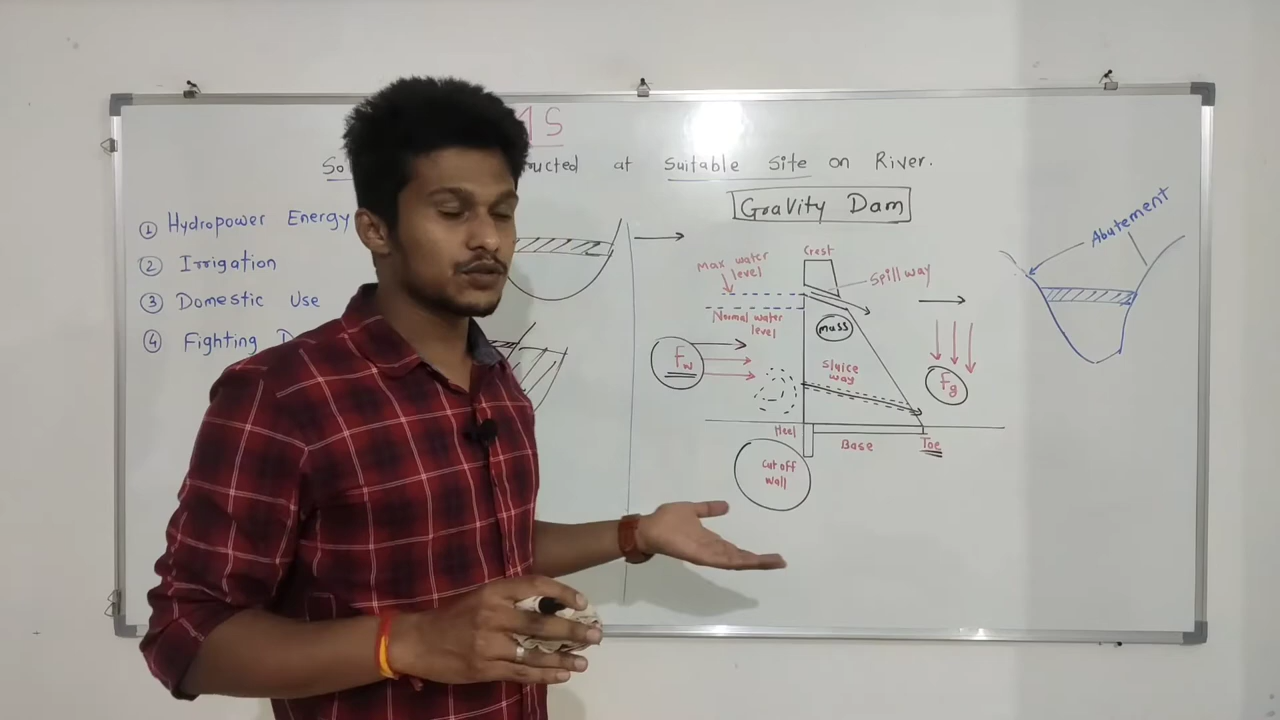 So
ructed at Suitable Site on River.
① Hydropower Energy
② Irrigation
③ Domestic Use
④ Fighting D
Gravity Dam
Crest
Max water
level
Spill way
Normal water
level
mass
Fw
Sluice
way
fg
Heel
Base
Toe
Cut off
wall
Abutement